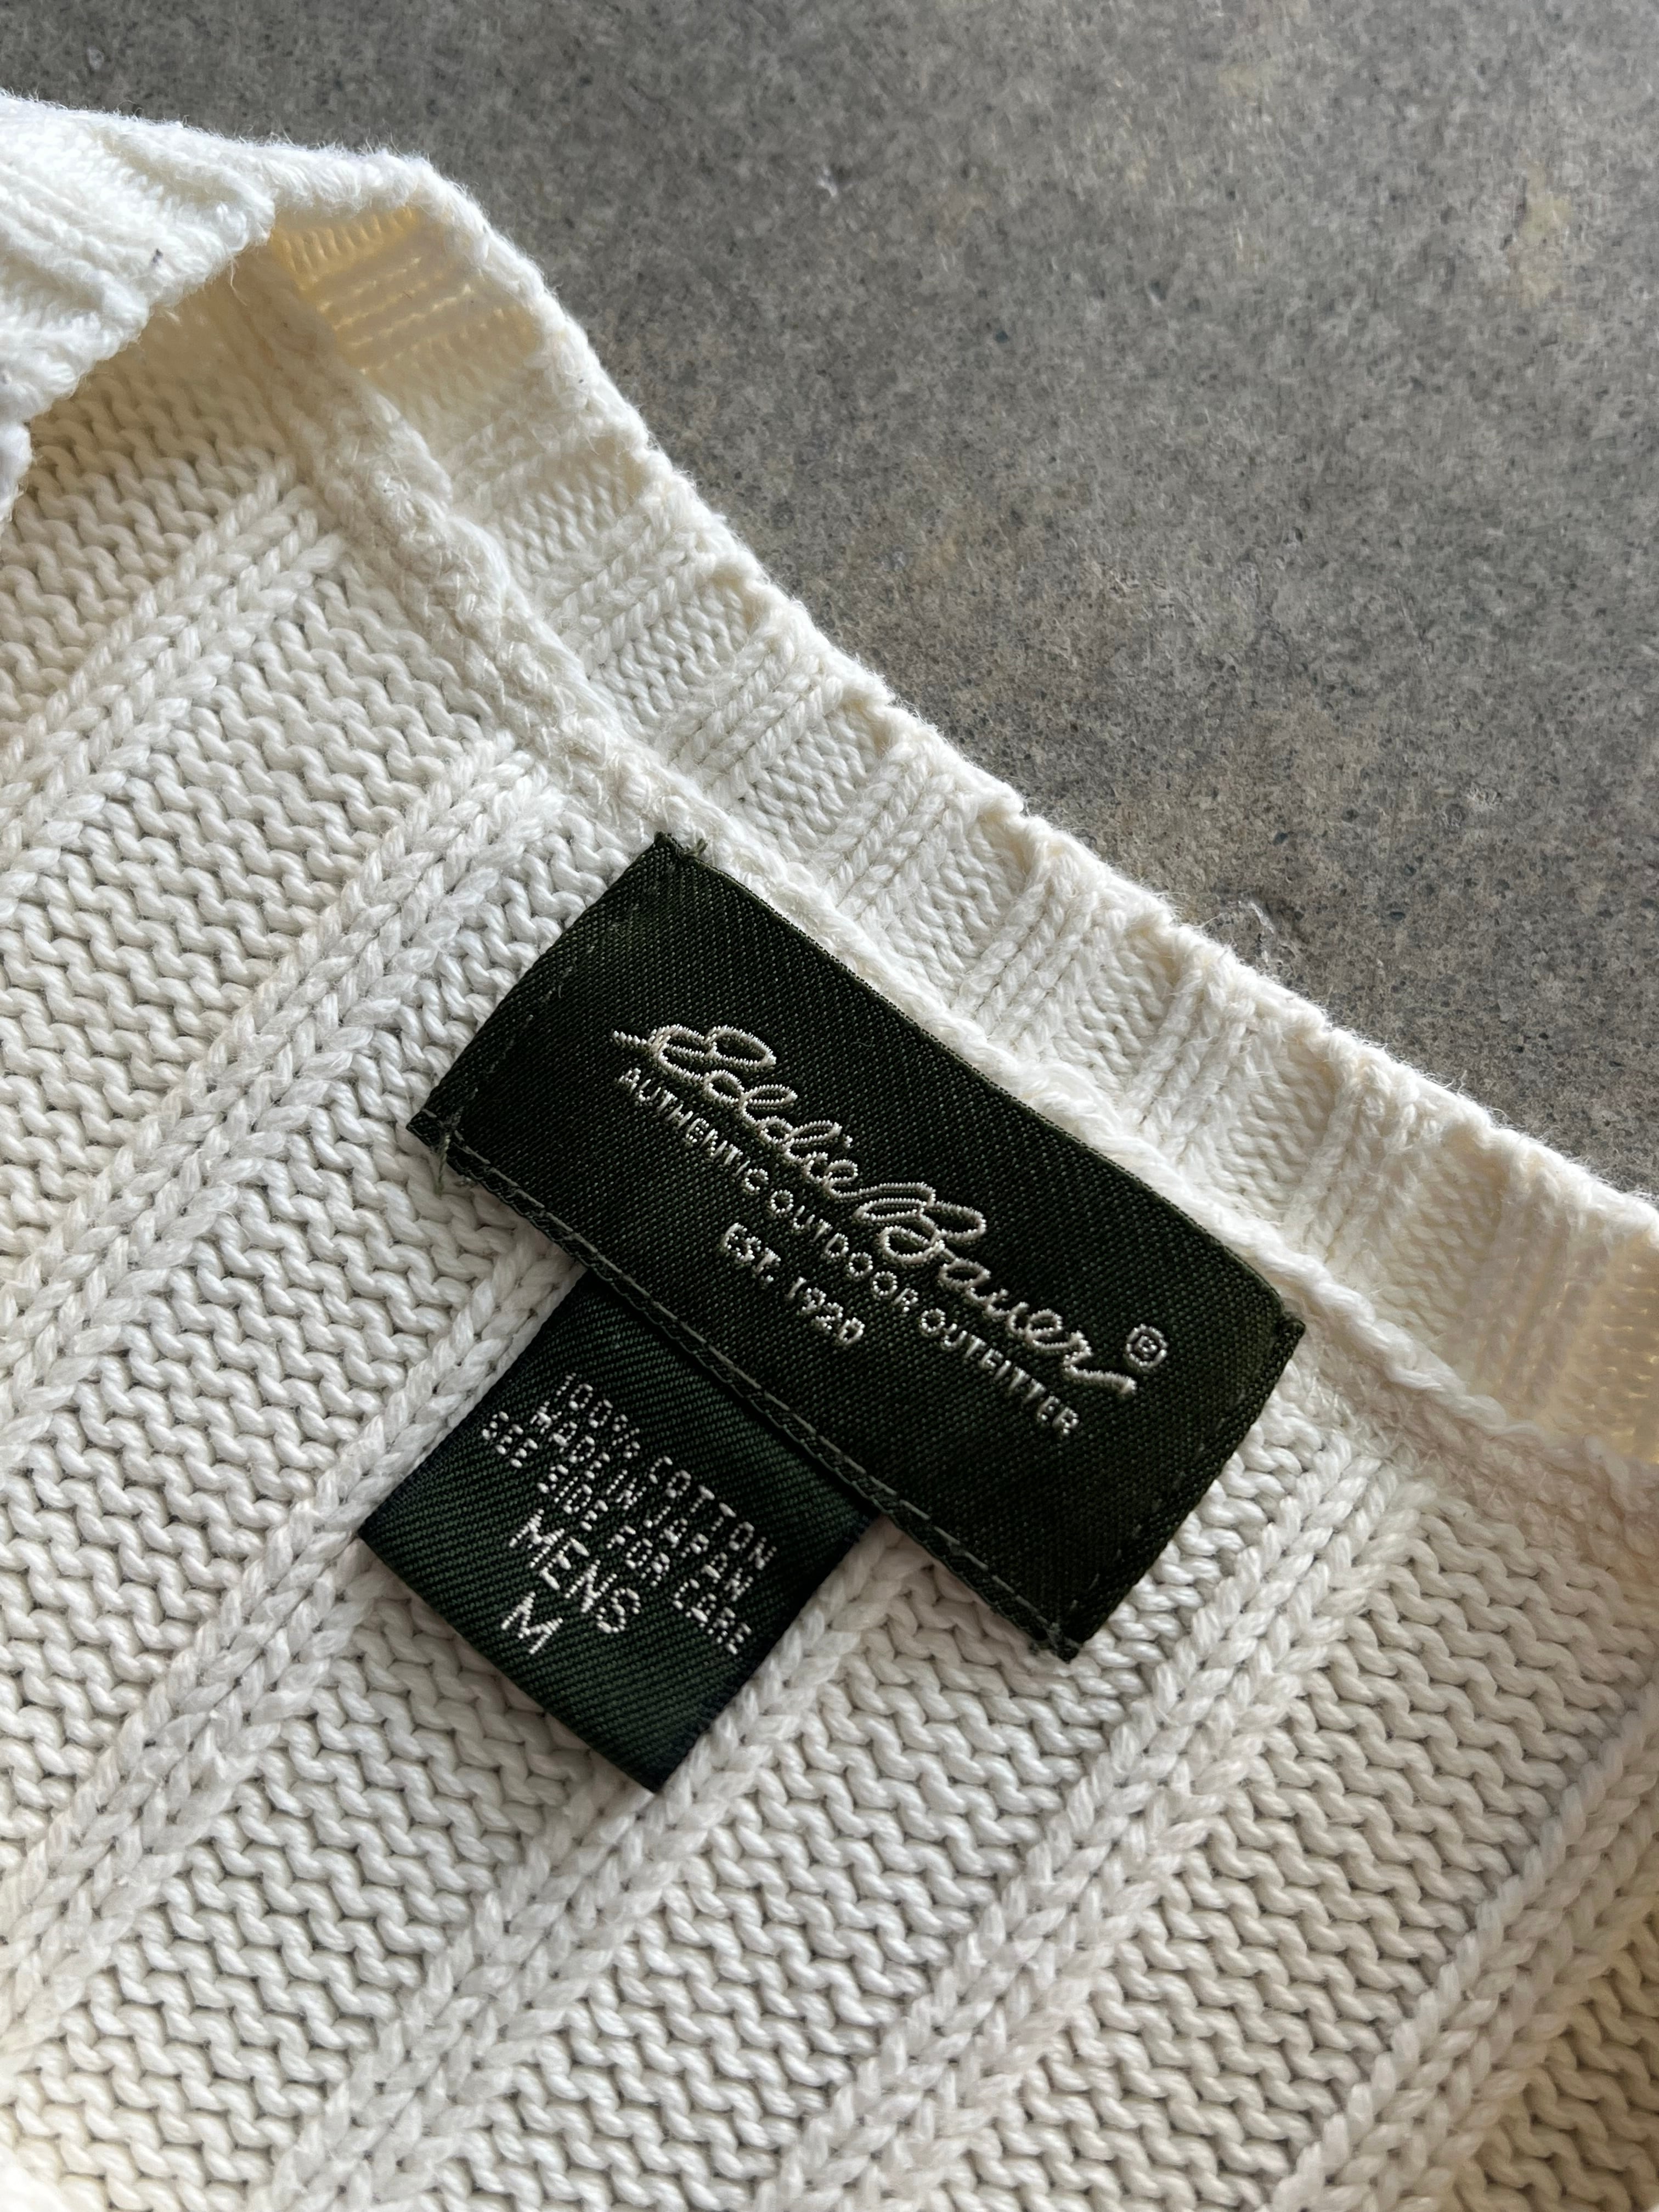 Eddie Bauer®
AUTHENTIC OUTDOOR OUTFITTER
EST. 1920
100% COTTON
MADE IN JAPAN
SEE SIDE FOR CARE
MENS
M